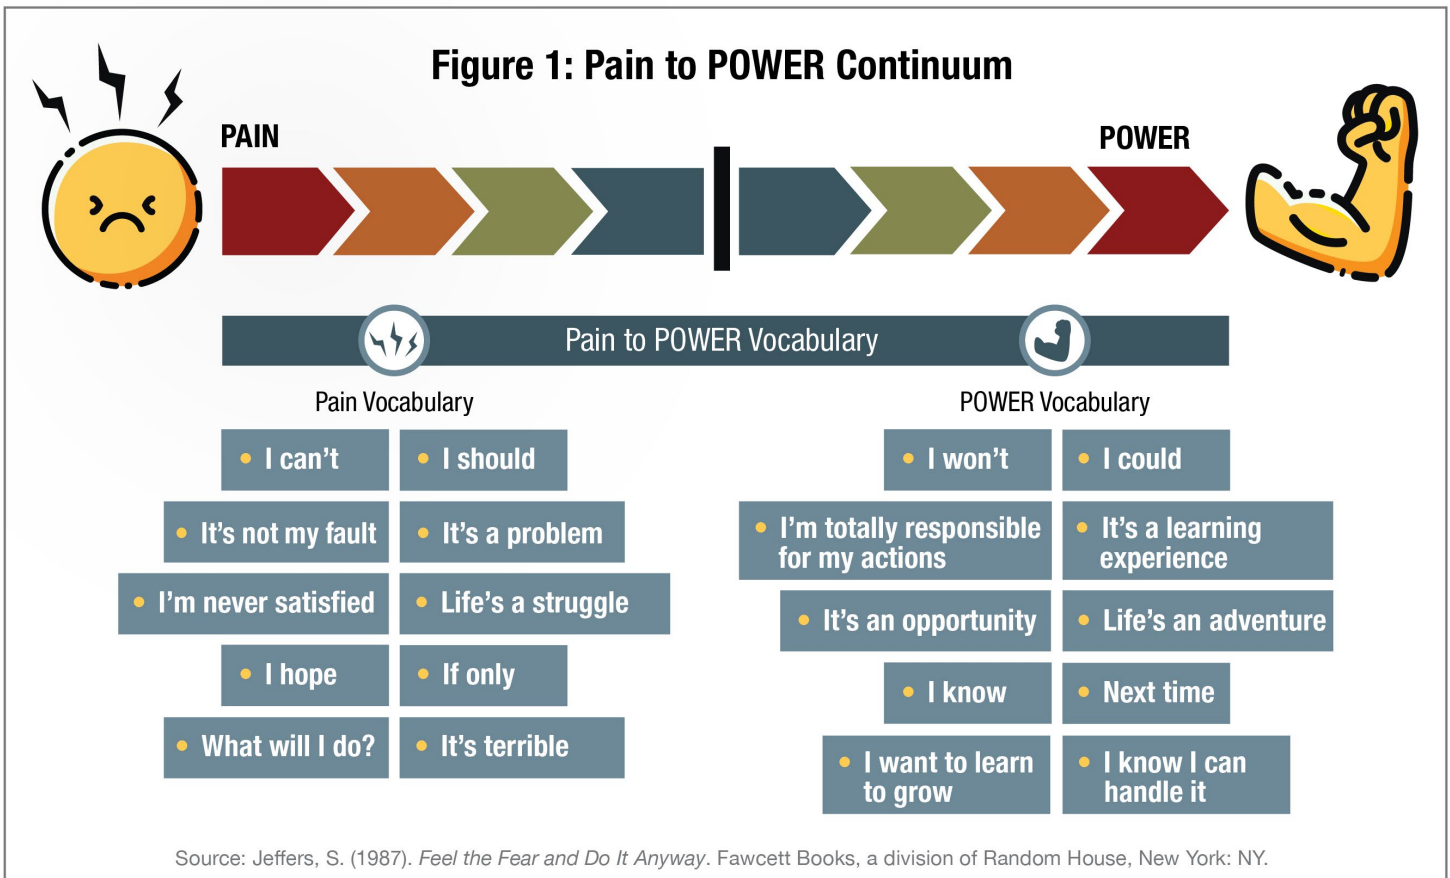 Figure 1: Pain to POWER Continuum
PAIN
POWER
Pain to POWER Vocabulary
Pain Vocabulary
• I can’t
• I should
• It’s not my fault
• It’s a problem
• I’m never satisfied
• Life’s a struggle
• I hope
• If only
• What will I do?
• It’s terrible
POWER Vocabulary
• I won’t
• I could
• I’m totally responsible
for my actions
• It’s a learning
experience
• It’s an opportunity
• Life’s an adventure
• I know
• Next time
• I want to learn
to grow
• I know I can
handle it
Source: Jeffers, S. (1987). Feel the Fear and Do It Anyway. Fawcett Books, a division of Random House, New York: NY.